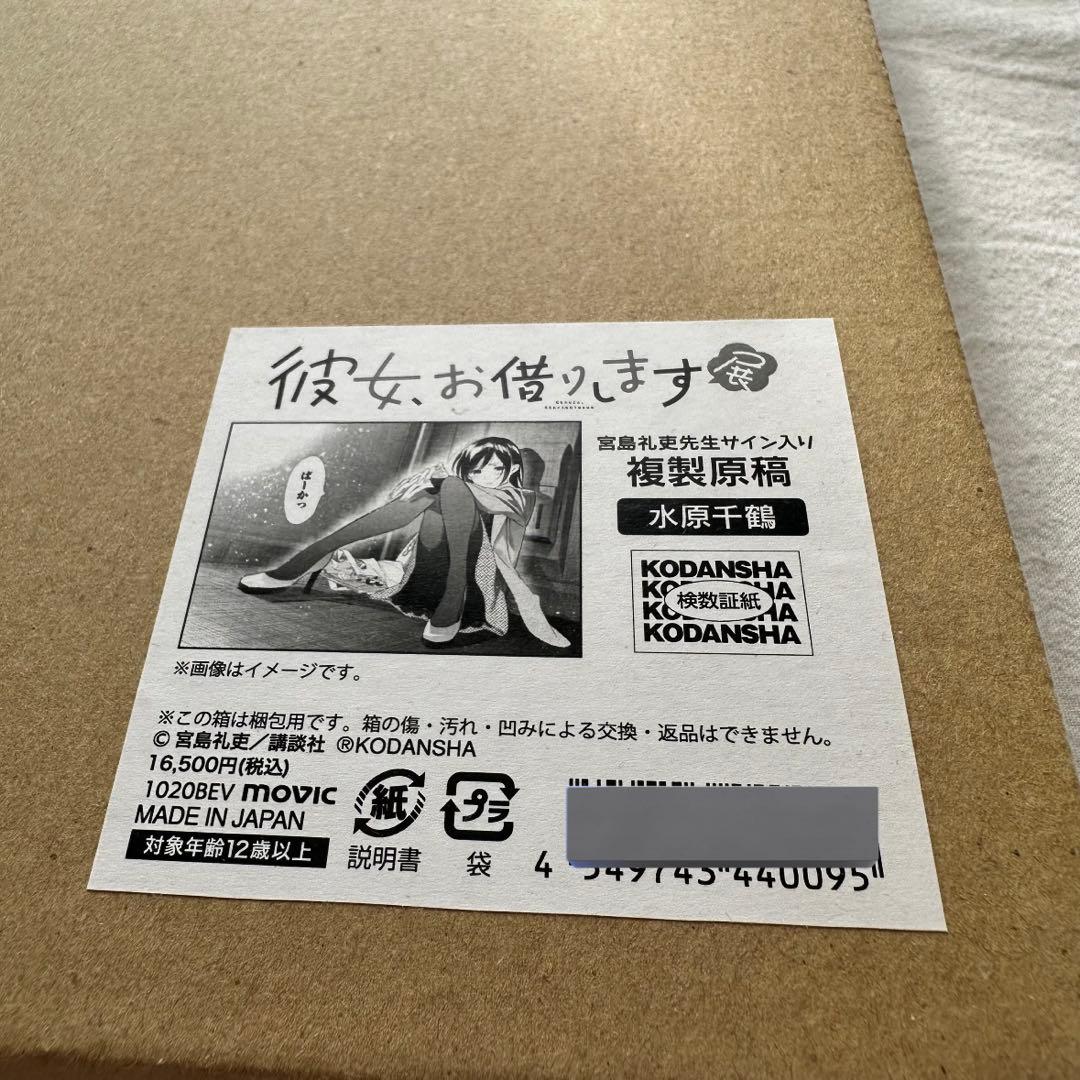 彼女、お借りします展
宮島礼吏先生サイン入り
複製原稿
水原千鶴
ばーかっ
KODANSHA
KODANSHA
検数証紙
KODANSHA
KODANSHA
※画像はイメージです。
※この箱は梱包用です。箱の傷・汚れ・凹みによる交換・返品はできません。
© 宮島礼吏／講談社 ®KODANSHA
16,500円(税込)
1020BEV movic
MADE IN JAPAN
対象年齢12歳以上
紙
説明書
プラ
袋
4 549743 440095